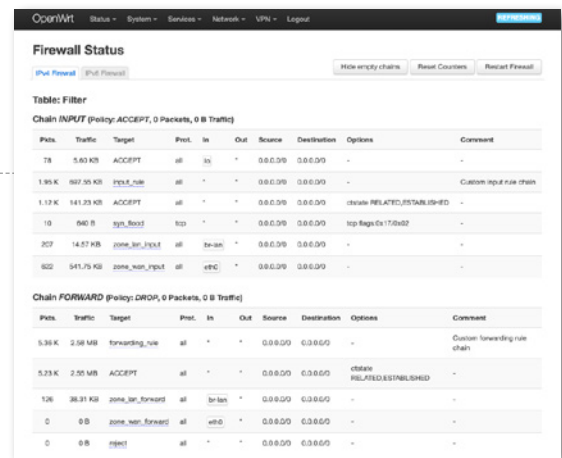 OpenWrt Status System Services Network VPN Logout REFRESHING
Firewall Status
Hide empty chains Reset Counters Restart Firewall
IPv4 Firewall IPv6 Firewall
Table: Filter
Chain INPUT (Policy: ACCEPT, 0 Packets, 0 B Traffic)
Pkts. Traffic Target Prot. In Out Source Destination Options Comment
78 5.60 KB ACCEPT all lo * 0.0.0.0/0 0.0.0.0/0 - -
1.95 K 697.55 KB input_rule all * * 0.0.0.0/0 0.0.0.0/0 - Custom input rule chain
1.12 K 141.23 KB ACCEPT all * * 0.0.0.0/0 0.0.0.0/0 ctstate RELATED,ESTABLISHED -
10 640 B syn_flood tcp * * 0.0.0.0/0 0.0.0.0/0 tcp flags:0x17/0x02 -
207 14.57 KB zone_lan_input all br-lan * 0.0.0.0/0 0.0.0.0/0 - -
622 541.75 KB zone_wan_input all eth0 * 0.0.0.0/0 0.0.0.0/0 - -
Chain FORWARD (Policy: DROP, 0 Packets, 0 B Traffic)
Pkts. Traffic Target Prot. In Out Source Destination Options Comment
5.36 K 2.58 MB forwarding_rule all * * 0.0.0.0/0 0.0.0.0/0 - Custom forwarding rule
chain
5.23 K 2.55 MB ACCEPT all * * 0.0.0.0/0 0.0.0.0/0 ctstate
RELATED,ESTABLISHED -
126 38.31 KB zone_lan_forward all br-lan * 0.0.0.0/0 0.0.0.0/0 - -
0 0 B zone_wan_forward all eth0 * 0.0.0.0/0 0.0.0.0/0 - -
0 0 B reject all * * 0.0.0.0/0 0.0.0.0/0 - -